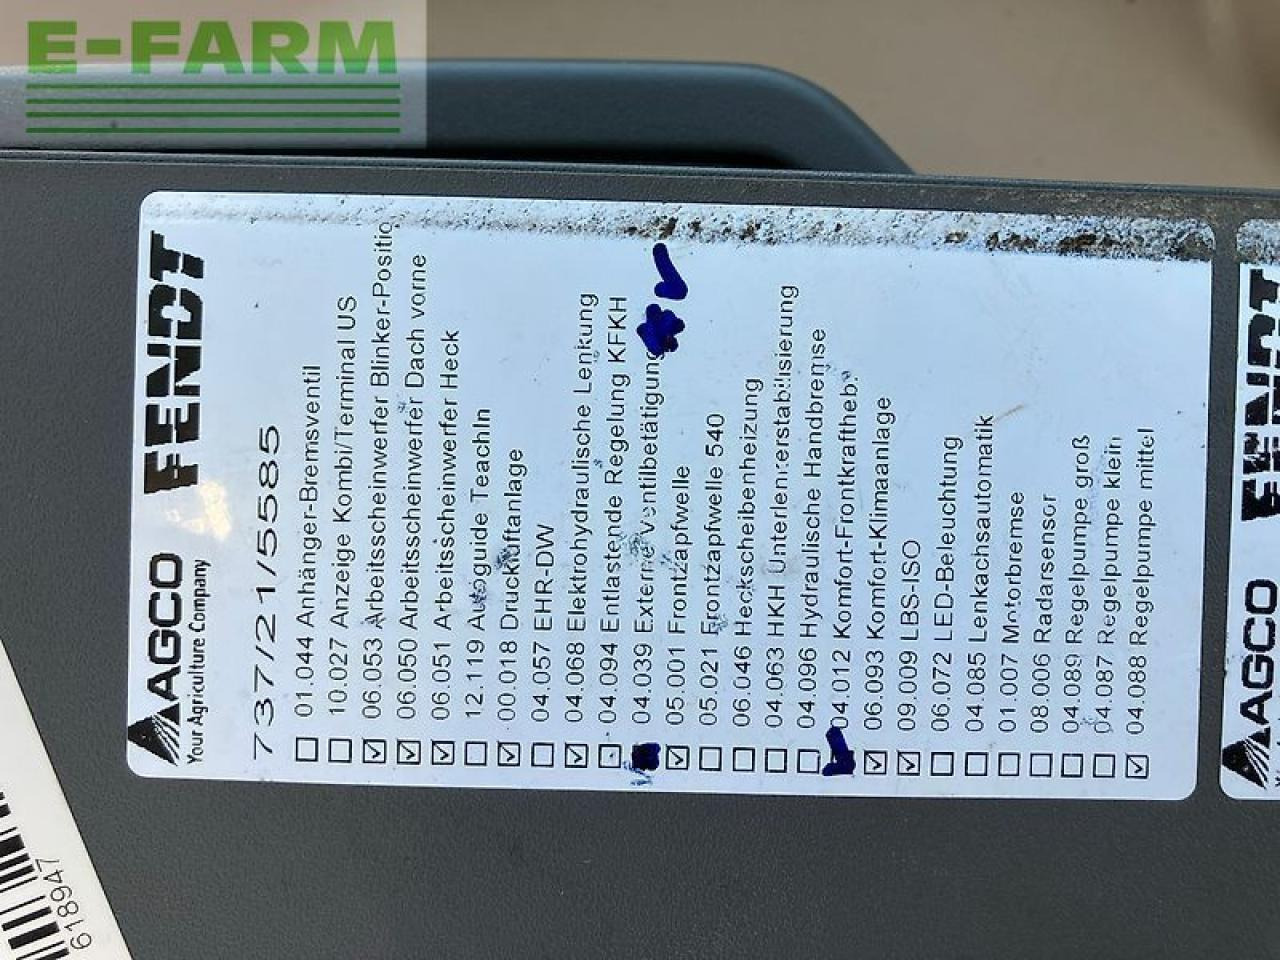 E-FARM
AGCO FENDT
Your Agriculture Company
737/21/5585
☐ 01.044 Anhänger-Bremsventil
☐ 10.027 Anzeige Kombi/Terminal US
☑ 06.053 Arbeitsscheinwerfer Blinker-Positio
☑ 06.050 Arbeitsscheinwerfer Dach vorne
☑ 06.051 Arbeitsscheinwerfer Heck
☐ 12.119 Autoguide TeachIn
☑ 00.018 Druckluftanlage
☐ 04.057 EHR-DW
☑ 04.068 Elektrohydraulische Lenkung
☐ 04.094 Entlastende Regelung KFKH
04.039 Externe Ventilbetätigung
☑ 05.001 Frontzapfwelle
☐ 05.021 Frontzapfwelle 540
☐ 06.046 Heckscheibenheizung
☐ 04.063 HKH Unterlenkerstabilisierung
☐ 04.096 Hydraulische Handbremse
04.012 Komfort-Frontkraftheb.
☑ 06.093 Komfort-Klimaanlage
☑ 09.009 LBS-ISO
☐ 06.072 LED-Beleuchtung
☐ 04.085 Lenkachsautomatik
☐ 01.007 Motorbremse
☐ 08.006 Radarsensor
☐ 04.089 Regelpumpe groß
☐ 04.087 Regelpumpe klein
☑ 04.088 Regelpumpe mittel
AGCO FENDT
618947